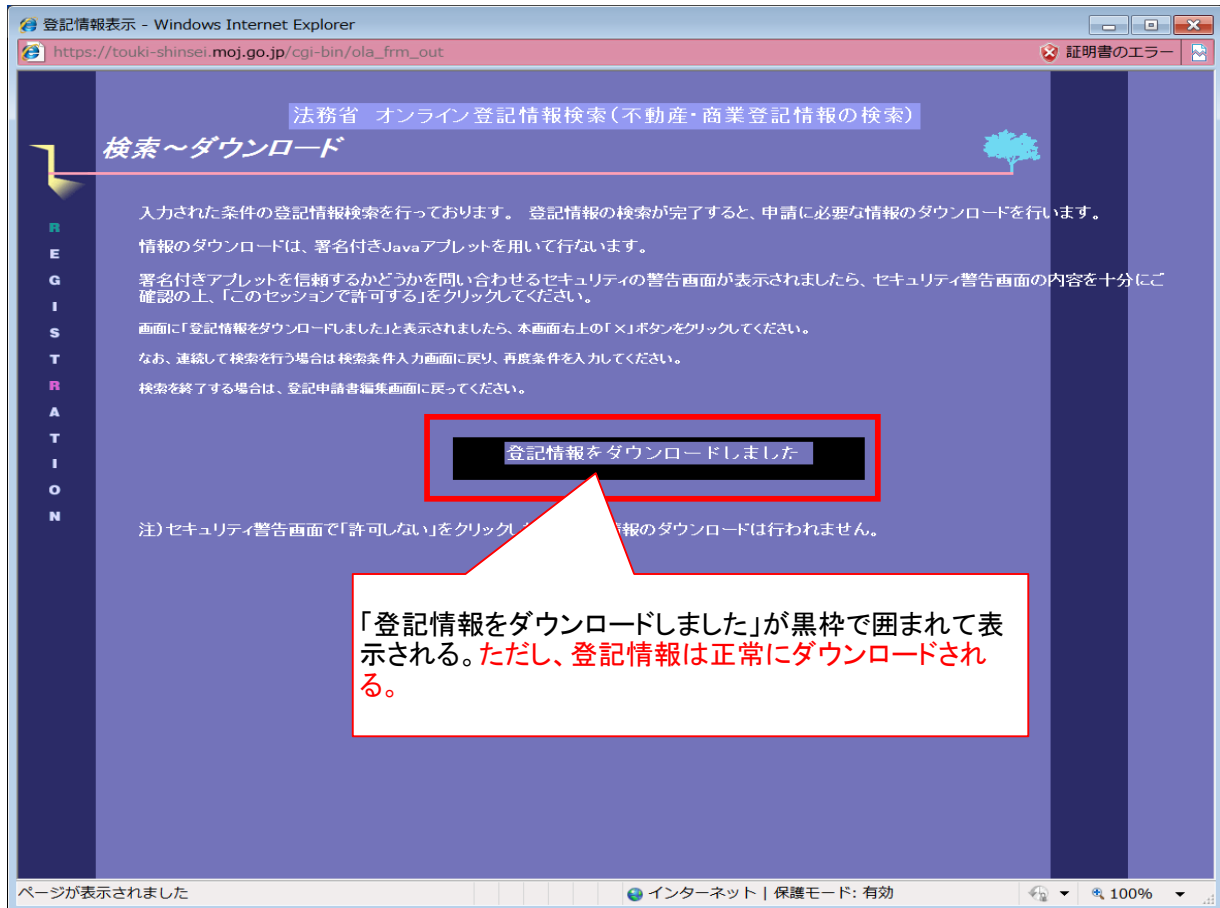 登記情報表示 - Windows Internet Explorer
https://touki-shinsei.moj.go.jp/cgi-bin/ola_frm_out
証明書のエラー
法務省 オンライン登記情報検索(不動産・商業登記情報の検索)
検索～ダウンロード
REGISTRATION
入力された条件の登記情報検索を行っております。 登記情報の検索が完了すると、申請に必要な情報のダウンロードを行います。
情報のダウンロードは、署名付きJavaアプレットを用いて行ないます。
署名付きアプレットを信頼するかどうかを問い合わせるセキュリティの警告画面が表示されましたら、セキュリティ警告画面の内容を十分にご
確認の上、「このセッションで許可する」をクリックしてください。
画面に「登記情報をダウンロードしました」と表示されましたら、本画面右上の「×」ボタンをクリックしてください。
なお、連続して検索を行う場合は検索条件入力画面に戻り、再度条件を入力してください。
検索を終了する場合は、登記申請書編集画面に戻ってください。
登記情報をダウンロードしました
注)セキュリティ警告画面で「許可しない」をクリックし 報のダウンロードは行われません。
「登記情報をダウンロードしました」が黒枠で囲まれて表
示される。ただし、登記情報は正常にダウンロードされ
る。
ページが表示されました
インターネット | 保護モード: 有効
100%